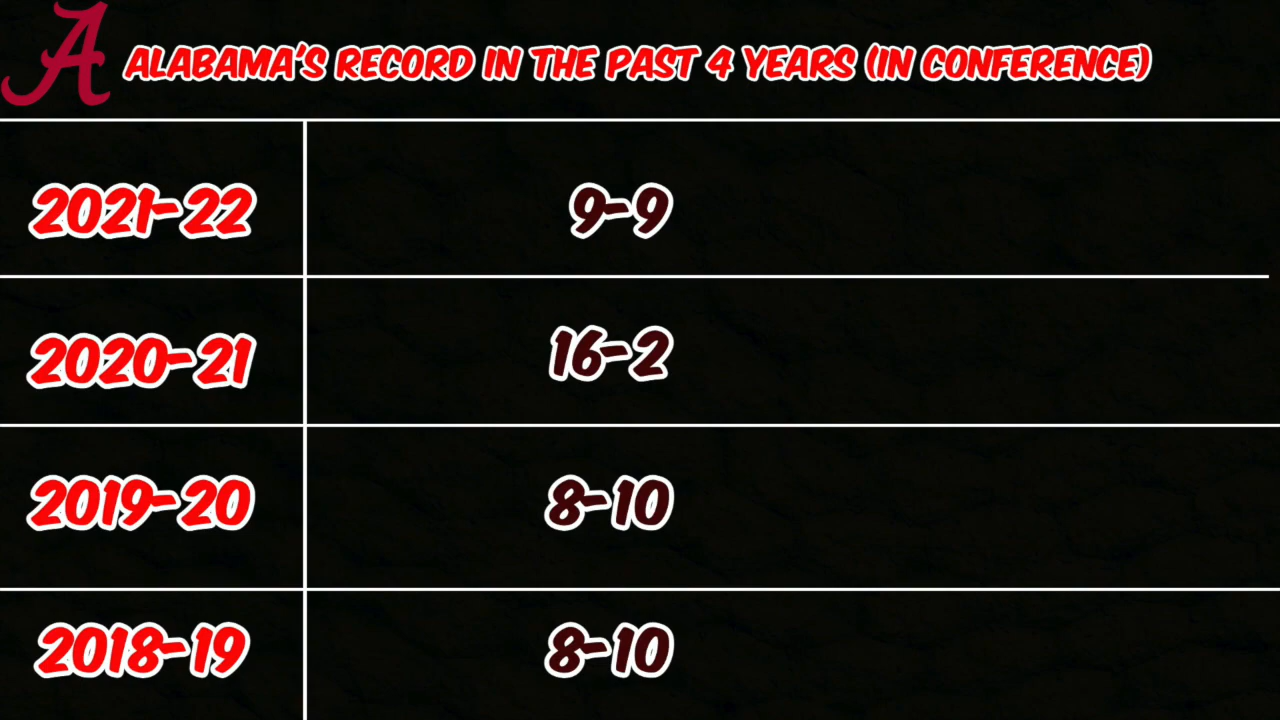 A ALABAMA'S RECORD IN THE PAST 4 YEARS (IN CONFERENCE)
2021-22 9-9
2020-21 16-2
2019-20 8-10
2018-19 8-10